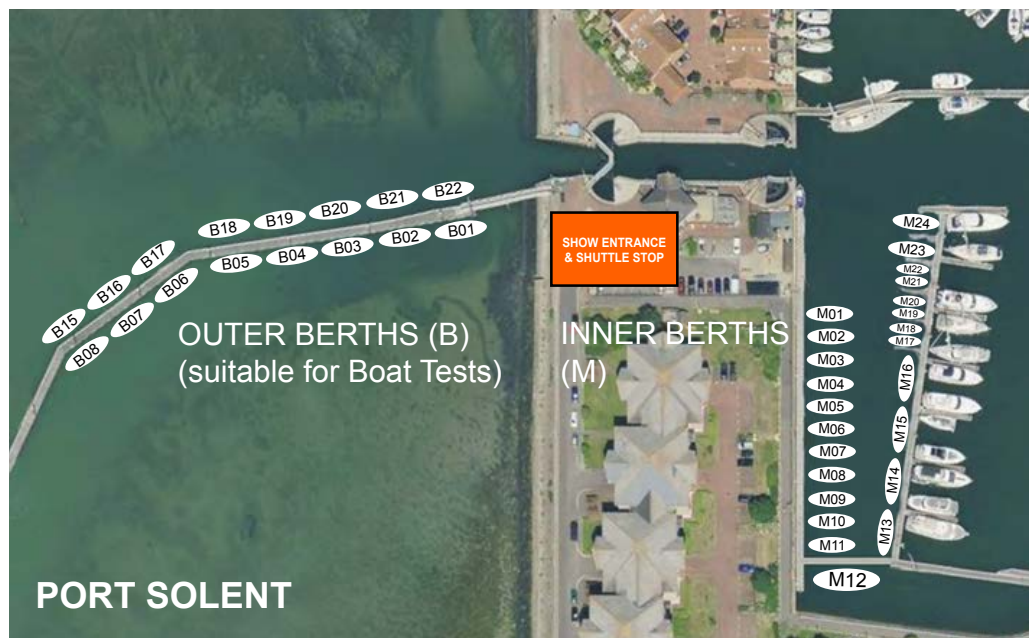 B22
B21
B20
B19
B18
B17
B16
B15
B01
B02
B03
B04
B05
B06
B07
B08
SHOW ENTRANCE
& SHUTTLE STOP
OUTER BERTHS (B)
(suitable for Boat Tests)
INNER BERTHS
(M)
M01
M02
M03
M04
M05
M06
M07
M08
M09
M10
M11
M12
M24
M23
M22
M21
M20
M19
M18
M17
M16
M15
M14
M13
PORT SOLENT